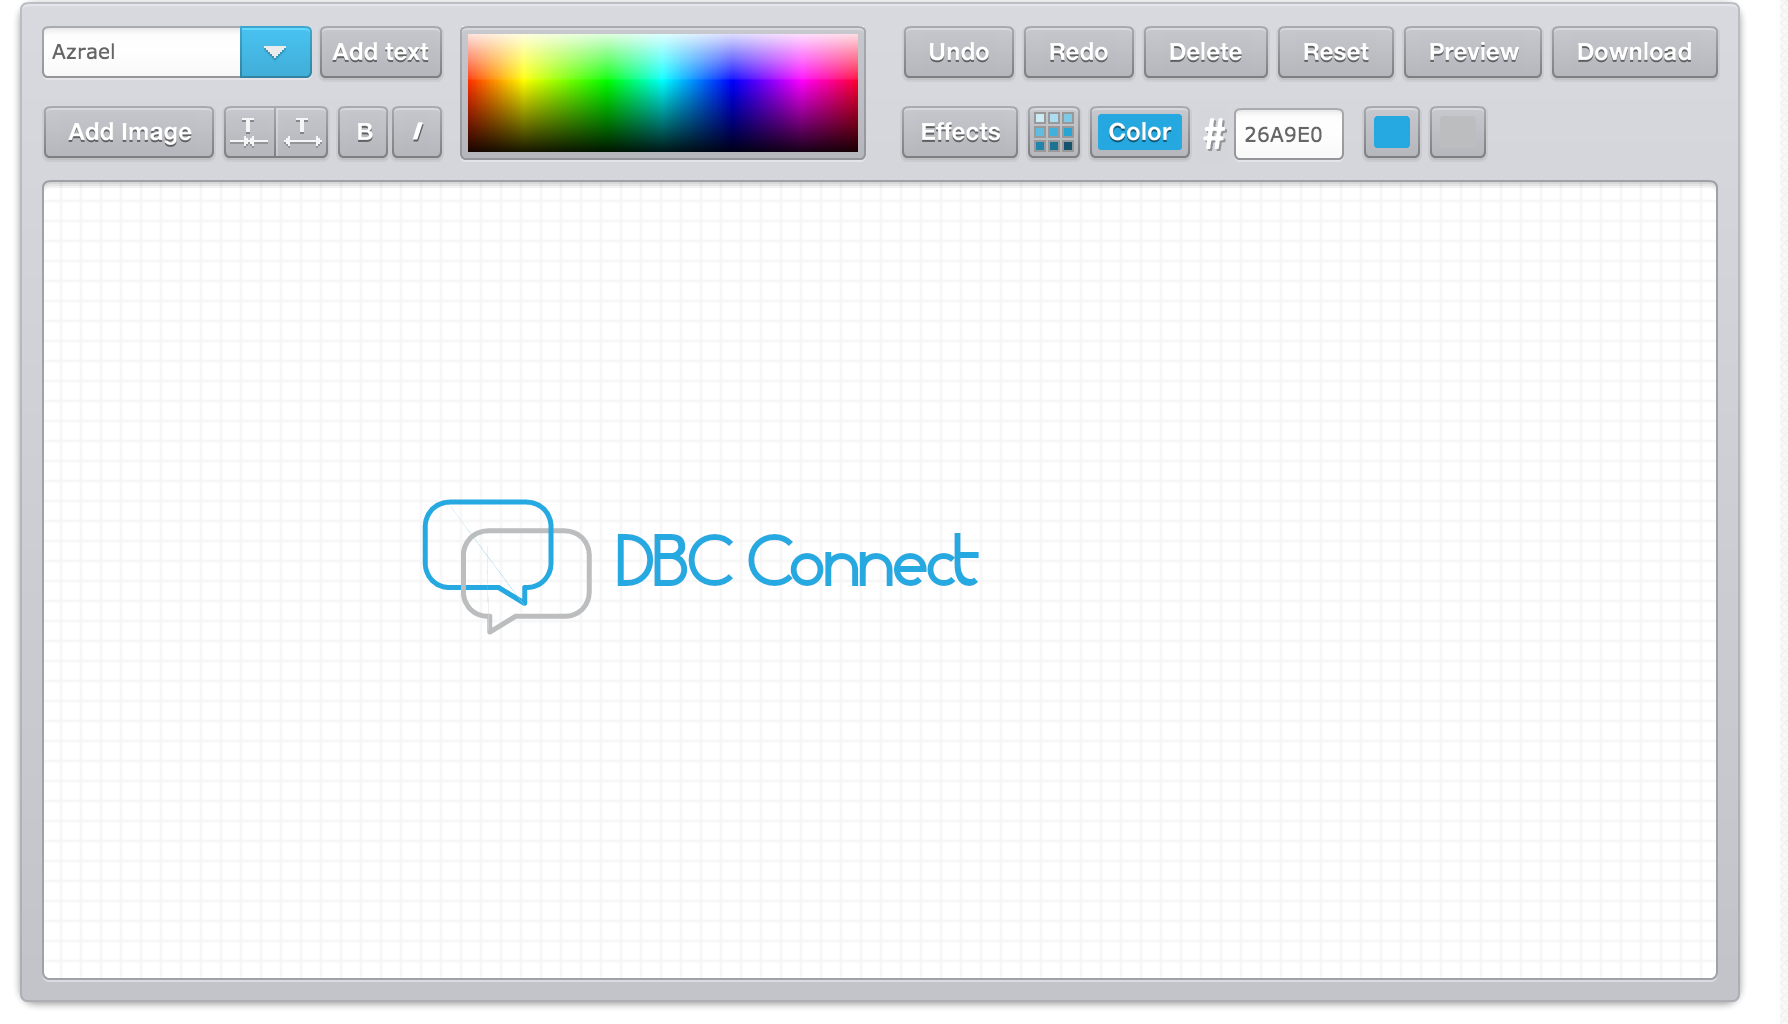 Azrael
Add text
Undo
Redo
Delete
Reset
Preview
Download
Add Image
T
T
B
I
Effects
Color
#
26A9E0
DBC Connect